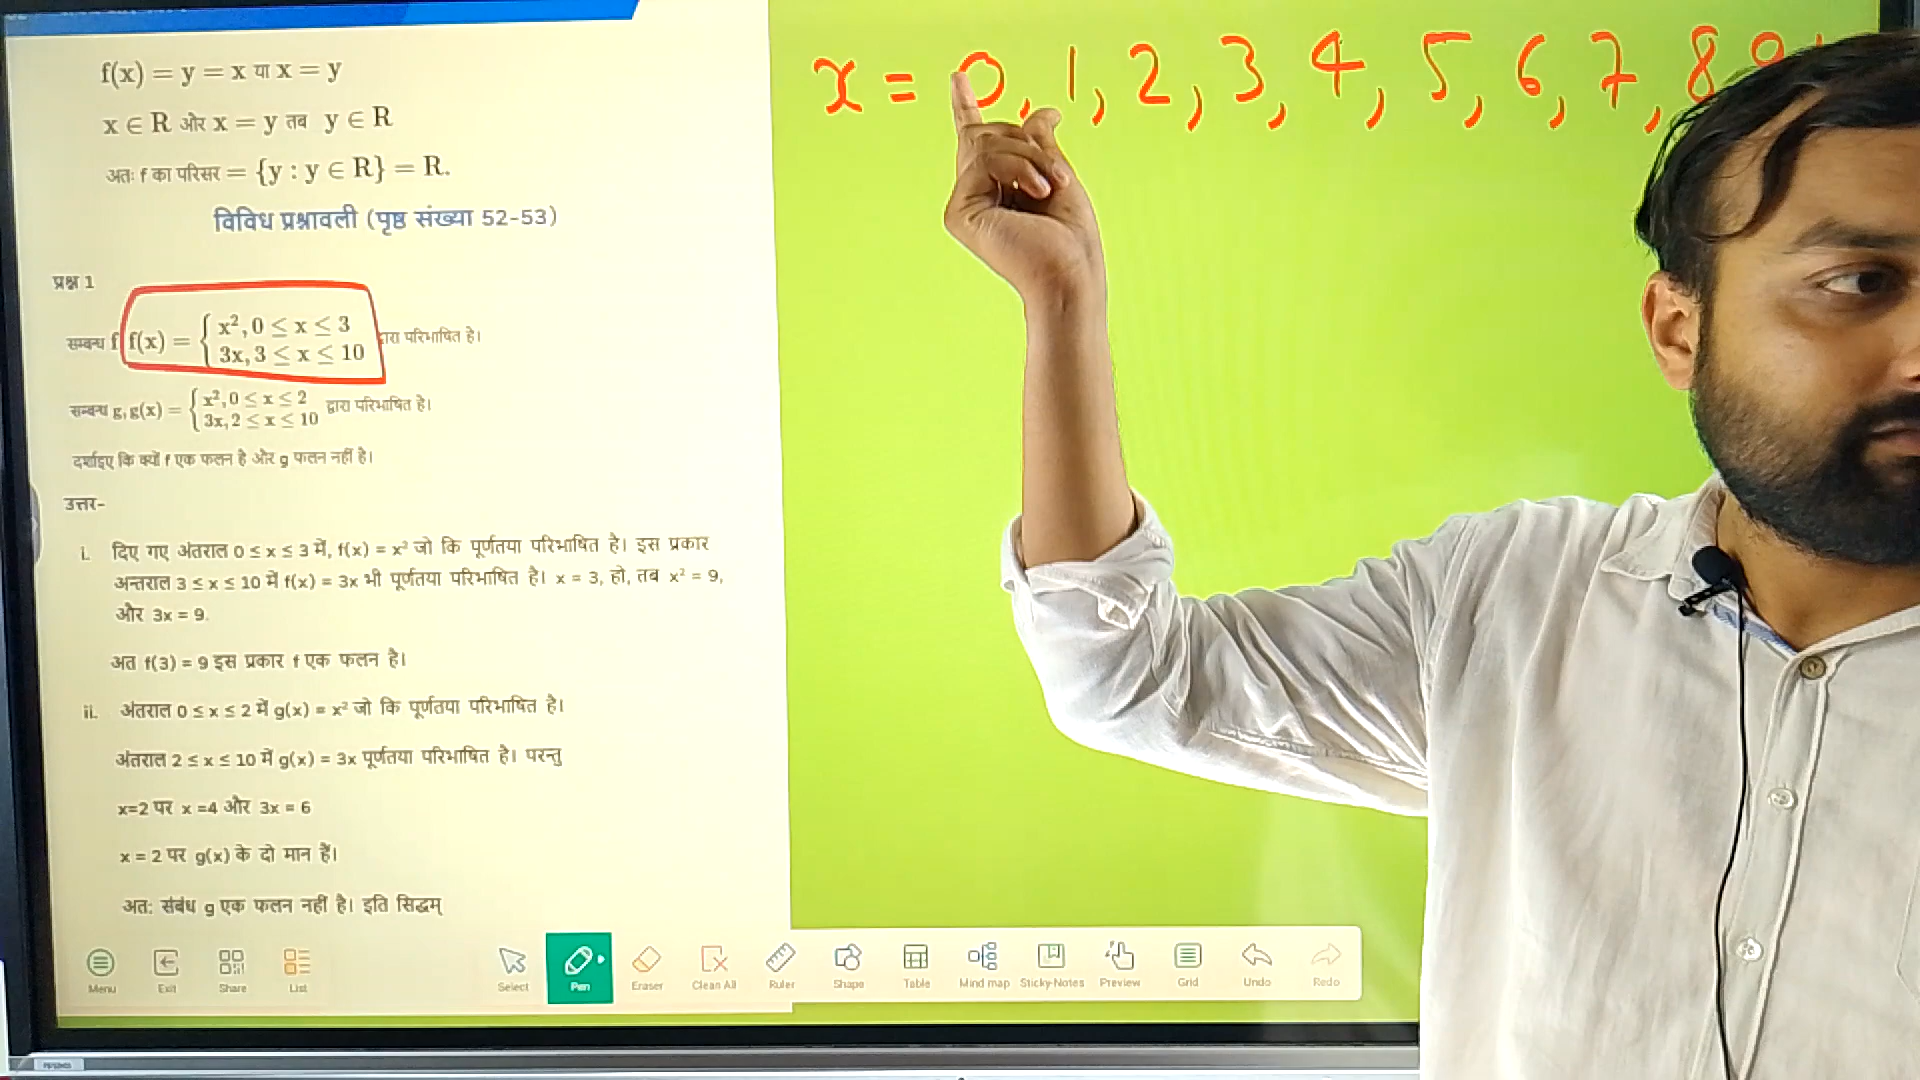 f(x) = y = x या x = y
x ∈ R और x = y तब y ∈ R
अतः f का परिसर = {y : y ∈ R} = R.
विविध प्रश्नावली (पृष्ठ संख्या 52-53)
प्रश्न 1
सम्बन्ध f f(x) = { x², 0 ≤ x ≤ 3
3x, 3 ≤ x ≤ 10 द्वारा परिभाषित है।
सम्बन्ध g, g(x) = { x², 0 ≤ x ≤ 2
3x, 2 ≤ x ≤ 10 द्वारा परिभाषित है।
दर्शाइए कि क्यों f एक फलन है और g फलन नहीं है।
उत्तर-
i. दिए गए अंतराल 0 ≤ x ≤ 3 में, f(x) = x² जो कि पूर्णतया परिभाषित है। इस प्रकार
अन्तराल 3 ≤ x ≤ 10 में f(x) = 3x भी पूर्णतया परिभाषित है। x = 3, हो, तब x² = 9,
और 3x = 9.
अत f(3) = 9 इस प्रकार f एक फलन है।
ii. अंतराल 0 ≤ x ≤ 2 में g(x) = x² जो कि पूर्णतया परिभाषित है।
अंतराल 2 ≤ x ≤ 10 में g(x) = 3x पूर्णतया परिभाषित है। परन्तु
x=2 पर x =4 और 3x = 6
x = 2 पर g(x) के दो मान हैं।
अत: संबंध g एक फलन नहीं है। इति सिद्धम्
x = 0, 1, 2, 3, 4, 5, 6, 7, 8
Menu Exit Share List Select Pen Eraser Clean All Ruler Shape Table Mind map Sticky-Notes Preview Grid Undo Redo